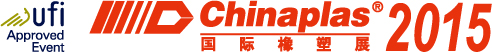 ufi
Approved
Event
Chinaplas® 2015
国际橡塑展